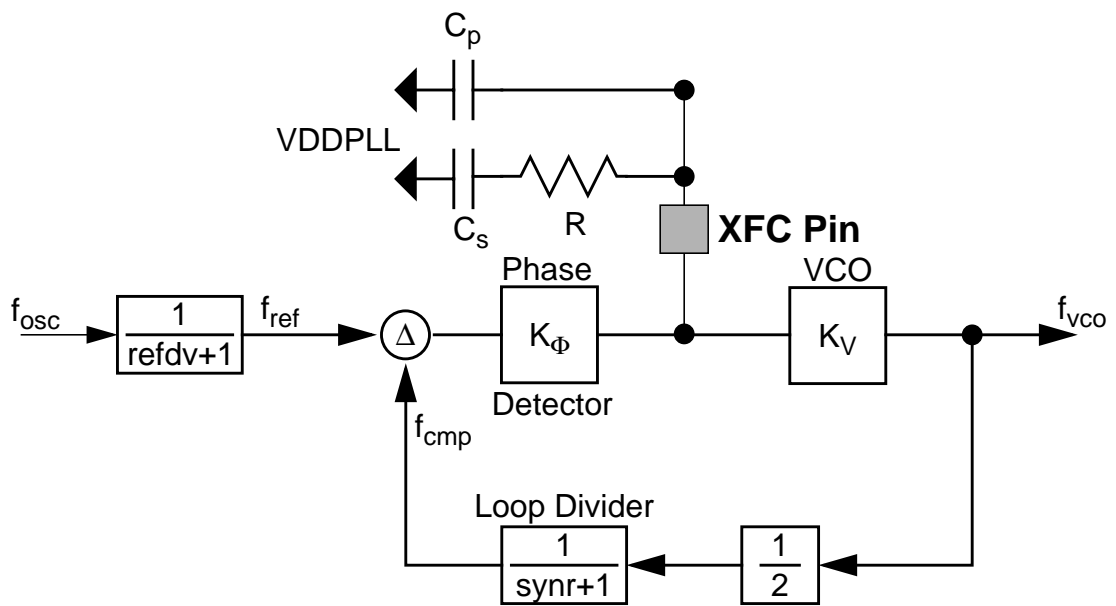 Cp
VDDPLL
Cs
R
XFC Pin
Phase
VCO
fosc
1
refdv+1
fref
Δ
KΦ
KV
fvco
Detector
fcmp
Loop Divider
1
synr+1
1
2